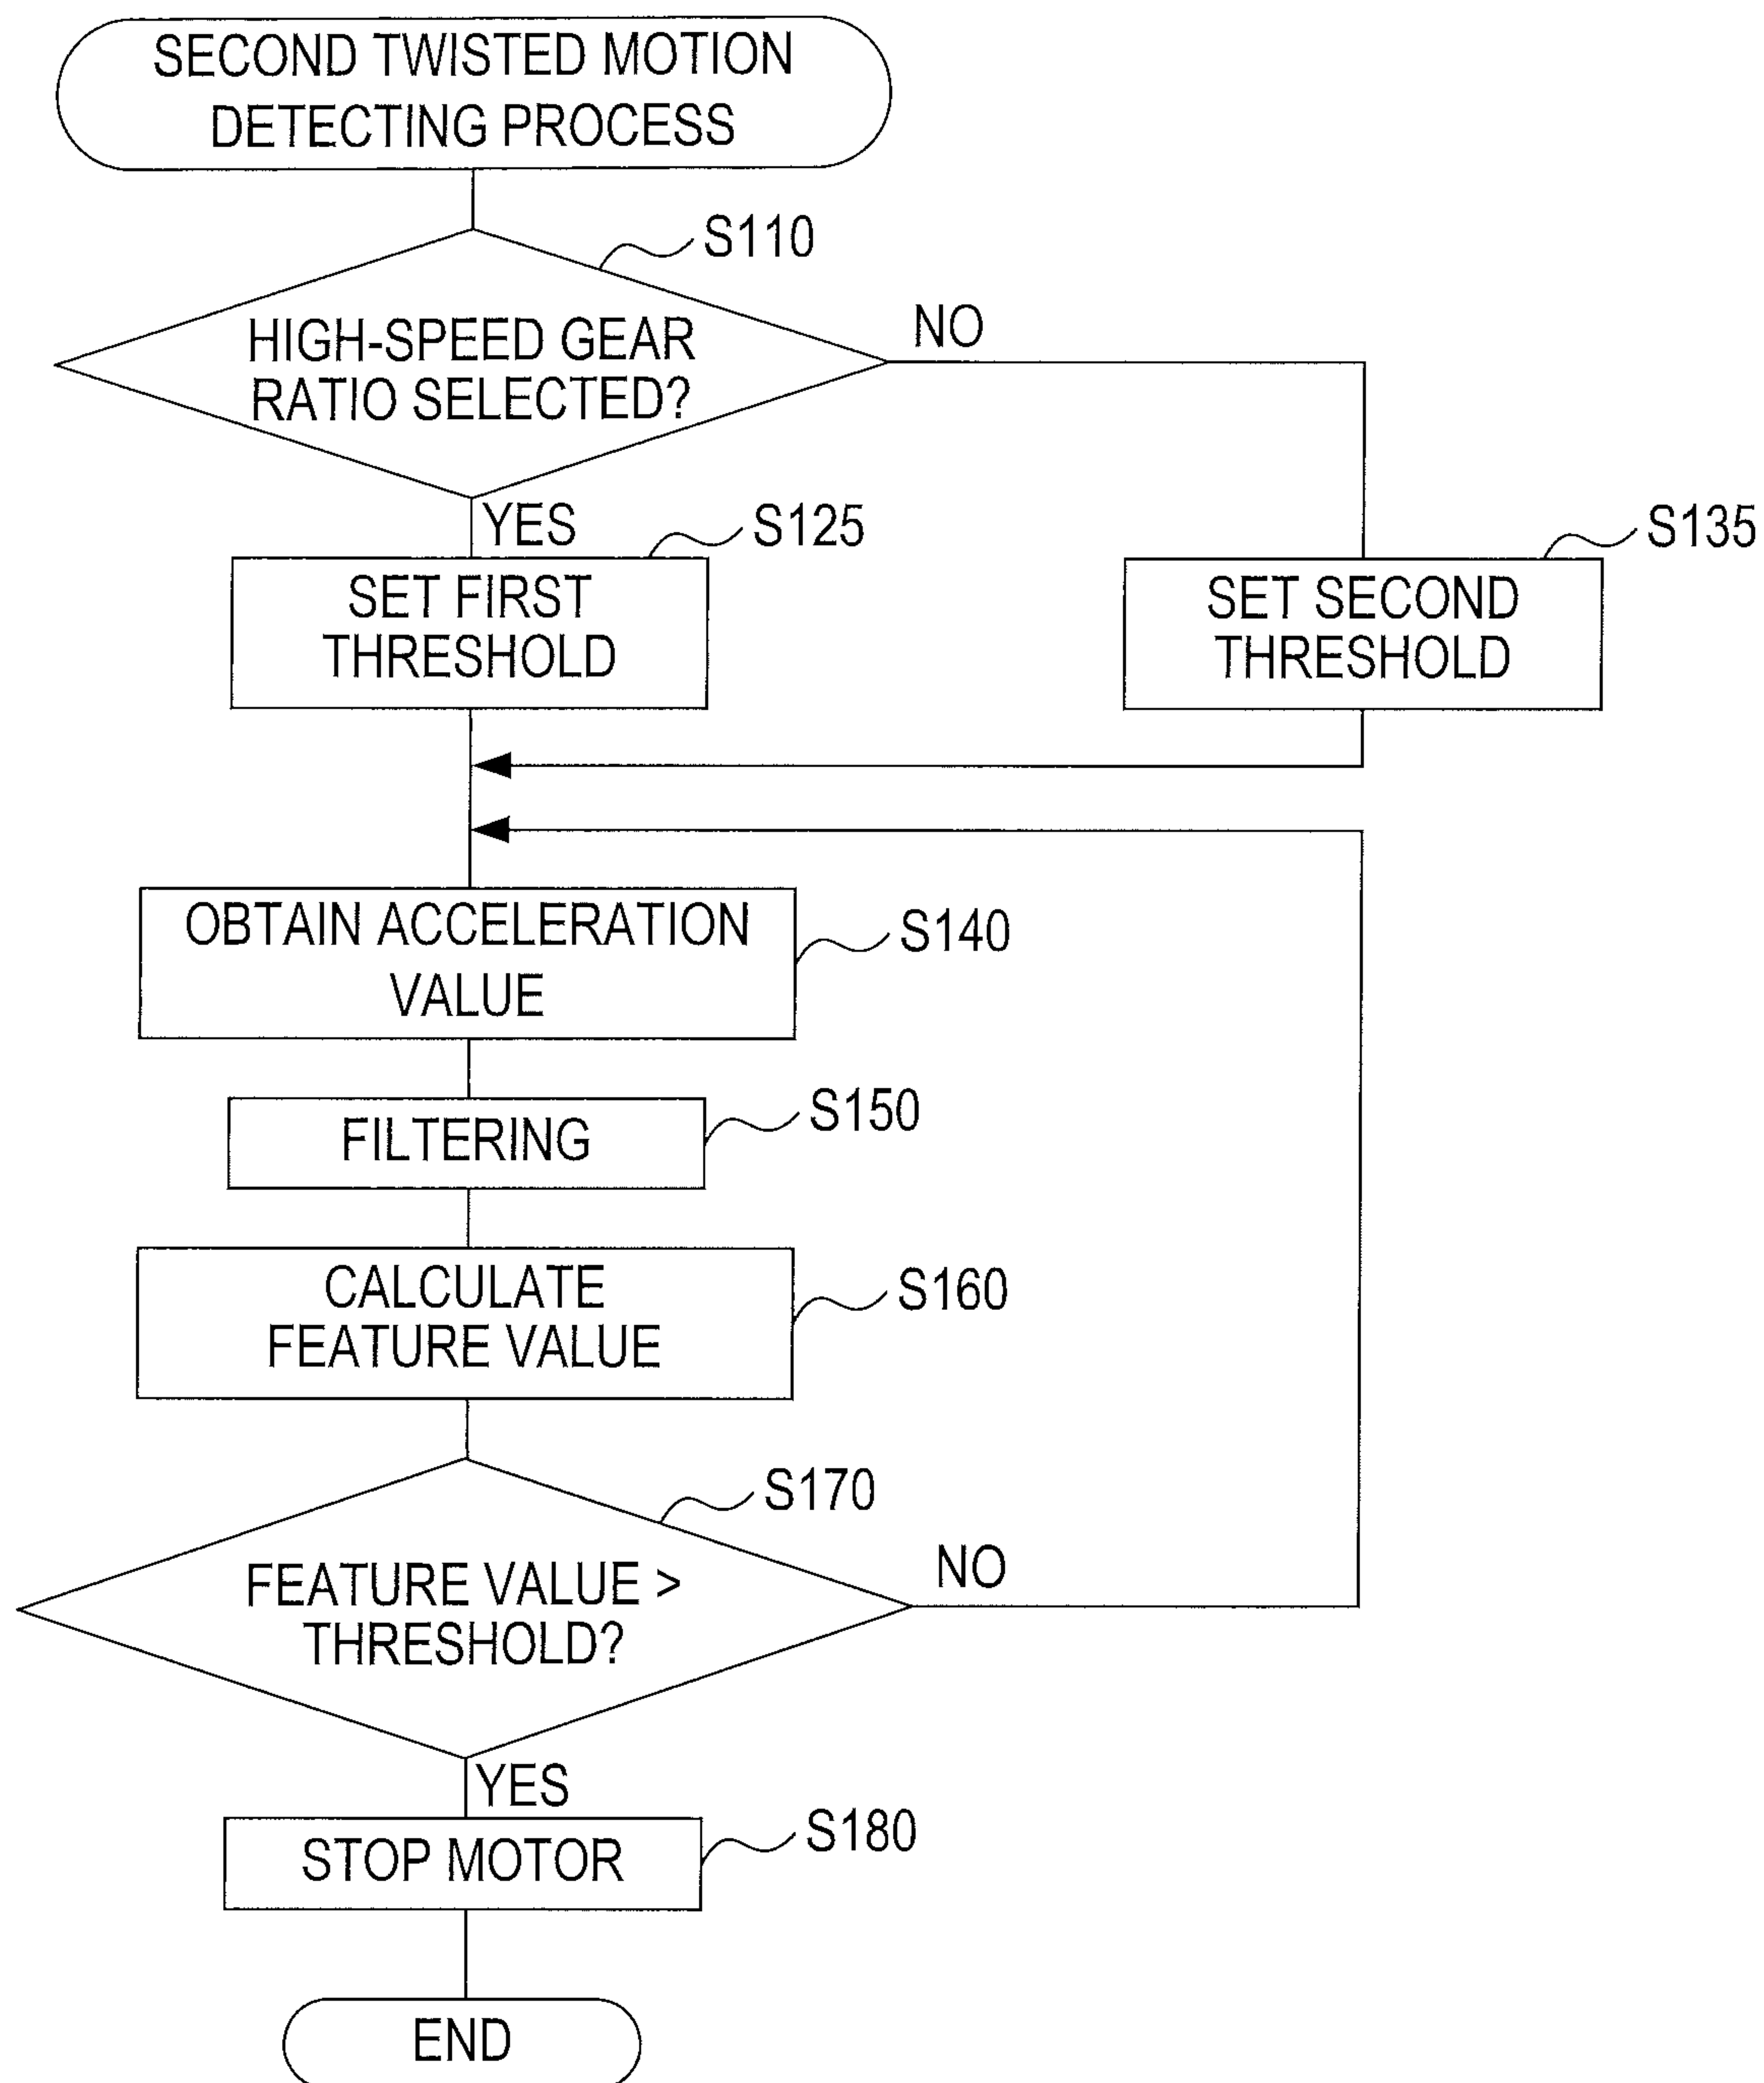 SECOND TWISTED MOTION
DETECTING PROCESS
S110
HIGH-SPEED GEAR
RATIO SELECTED?
NO
YES
S125
SET FIRST
THRESHOLD
S135
SET SECOND
THRESHOLD
OBTAIN ACCELERATION
VALUE
S140
FILTERING
S150
CALCULATE
FEATURE VALUE
S160
S170
FEATURE VALUE >
THRESHOLD?
NO
YES
STOP MOTOR
S180
END